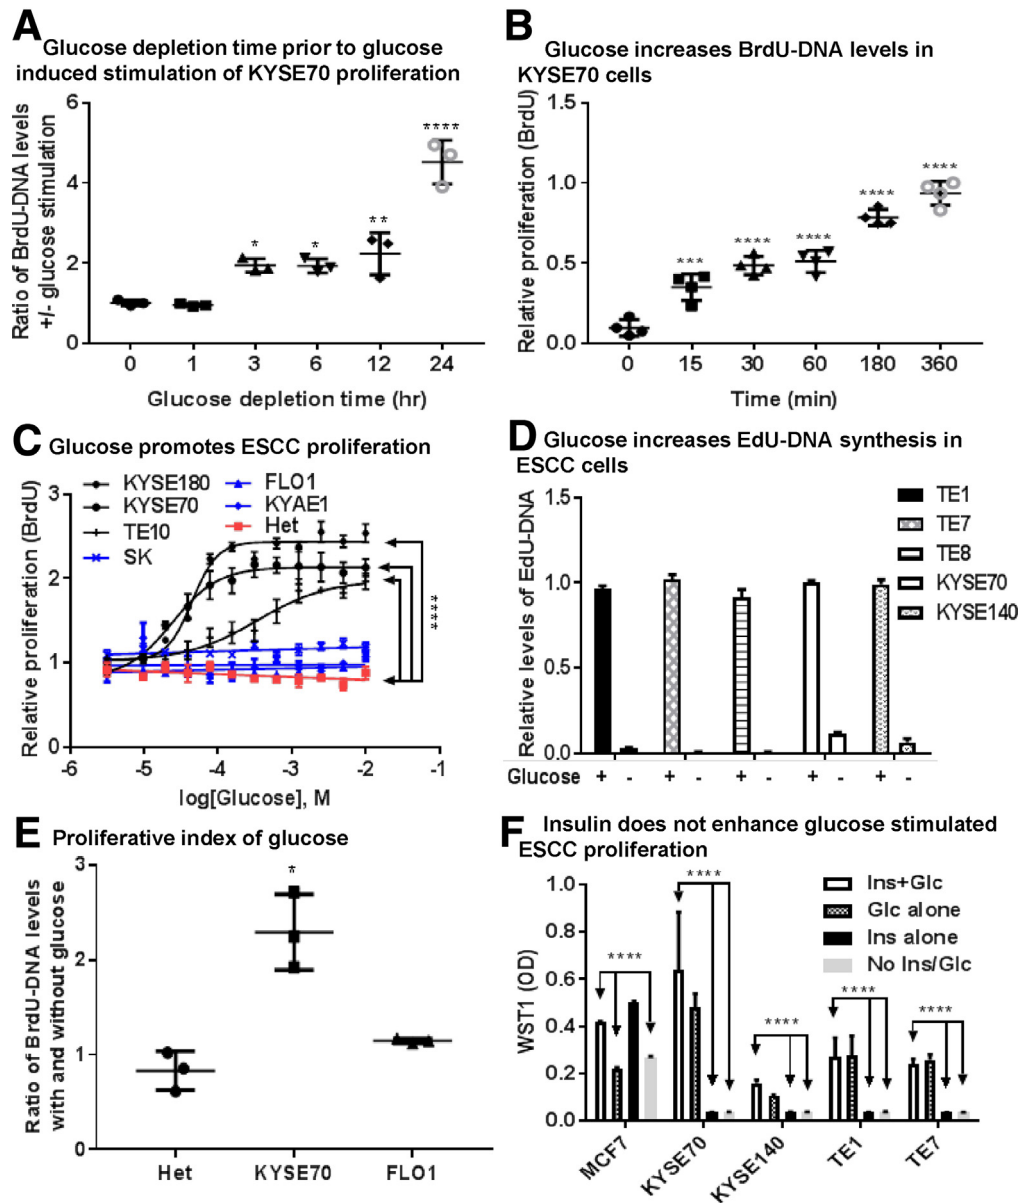 A
Glucose depletion time prior to glucose
induced stimulation of KYSE70 proliferation
Ratio of BrdU-DNA levels
+/- glucose stimulation
6
4
2
0
*
*
**
****
0 1 3 6 12 24
Glucose depletion time (hr)
B
Glucose increases BrdU-DNA levels in
KYSE70 cells
Relative proliferation (BrdU)
1.5
1.0
0.5
0.0
***
****
****
****
****
0 15 30 60 180 360
Time (min)
C
Glucose promotes ESCC proliferation
KYSE180
KYSE70
TE10
SK
FLO1
KYAE1
Het
Relative proliferation (BrdU)
3
2
1
0
****
-6 -5 -4 -3 -2 -1
log[Glucose], M
D
Glucose increases EdU-DNA synthesis in
ESCC cells
Relative levels of EdU-DNA
1.5
1.0
0.5
0.0
TE1
TE7
TE8
KYSE70
KYSE140
Glucose + - + - + - + - + -
E
Proliferative index of glucose
Ratio of BrdU-DNA levels
with and without glucose
3
2
1
0
*
Het KYSE70 FLO1
F
Insulin does not enhance glucose stimulated
ESCC proliferation
WST1 (OD)
1.0
0.8
0.6
0.4
0.2
0.0
Ins+Glc
Glc alone
Ins alone
No Ins/Glc
****
****
****
****
****
MCF7 KYSE70 KYSE140 TE1 TE7